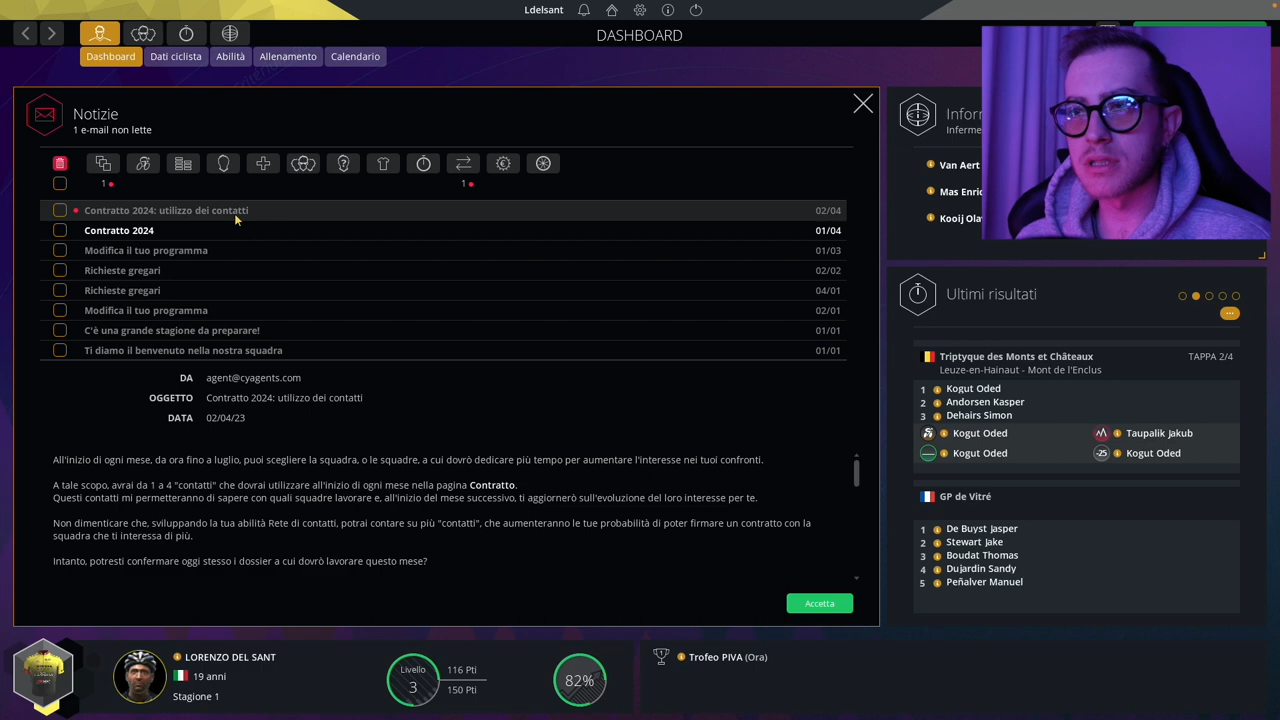 Ldelsant
DASHBOARD
Dashboard
Dati ciclista
Abilità
Allenamento
Calendario
Notizie
1 e-mail non lette
1
1
Contratto 2024: utilizzo dei contatti 02/04
Contratto 2024 01/04
Modifica il tuo programma 01/03
Richieste gregari 02/02
Richieste gregari 04/01
Modifica il tuo programma 02/01
C'è una grande stagione da preparare! 01/01
Ti diamo il benvenuto nella nostra squadra 01/01
DA agent@cyagents.com
OGGETTO Contratto 2024: utilizzo dei contatti
DATA 02/04/23
All'inizio di ogni mese, da ora fino a luglio, puoi scegliere la squadra, o le squadre, a cui dovrò dedicare più tempo per aumentare l'interesse nei tuoi confronti.
A tale scopo, avrai da 1 a 4 "contatti" che dovrai utilizzare all'inizio di ogni mese nella pagina Contratto.
Questi contatti mi permetteranno di sapere con quali squadre lavorare e, all'inizio del mese successivo, ti aggiornerò sull'evoluzione del loro interesse per te.
Non dimenticare che, sviluppando la tua abilità Rete di contatti, potrai contare su più "contatti", che aumenteranno le tue probabilità di poter firmare un contratto con la
squadra che ti interessa di più.
Intanto, potresti confermare oggi stesso i dossier a cui dovrò lavorare questo mese?
Accetta
Van Aert
Mas Enric
Kooij Ola
Ultimi risultati
Triptyque des Monts et Châteaux TAPPA 2/4
Leuze-en-Hainaut - Mont de l'Enclus
1 Kogut Oded
2 Andorsen Kasper
3 Dehairs Simon
Kogut Oded Taupalik Jakub
Kogut Oded -25 Kogut Oded
GP de Vitré
1 De Buyst Jasper
2 Stewart Jake
3 Boudat Thomas
4 Dujardin Sandy
5 Peñalver Manuel
LORENZO DEL SANT
19 anni
Stagione 1
Livello
3
116 Pti
150 Pti
82%
Trofeo PIVA (Ora)